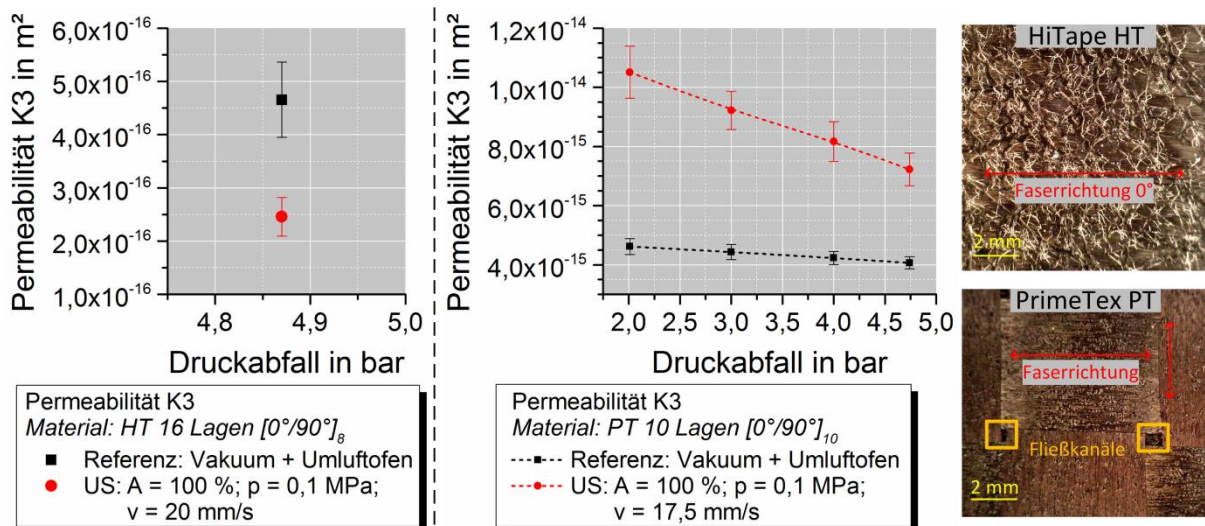 Permeabilität K3 in m²
6,0x10⁻¹⁶
5,0x10⁻¹⁶
4,0x10⁻¹⁶
3,0x10⁻¹⁶
2,0x10⁻¹⁶
1,0x10⁻¹⁶
4,8
4,9
5,0
Druckabfall in bar
Permeabilität K3
Material: HT 16 Lagen [0°/90°]₈
Referenz: Vakuum + Umluftofen
US: A = 100 %; p = 0,1 MPa;
v = 20 mm/s
Permeabilität K3 in m²
1,2x10⁻¹⁴
1,0x10⁻¹⁴
8,0x10⁻¹⁵
6,0x10⁻¹⁵
4,0x10⁻¹⁵
2,0
2,5
3,0
3,5
4,0
4,5
5,0
Druckabfall in bar
Permeabilität K3
Material: PT 10 Lagen [0°/90°]₁₀
Referenz: Vakuum + Umluftofen
US: A = 100 %; p = 0,1 MPa;
v = 17,5 mm/s
HiTape HT
Faserrichtung 0°
2 mm
PrimeTex PT
Faserrichtung
Fließkanäle
2 mm